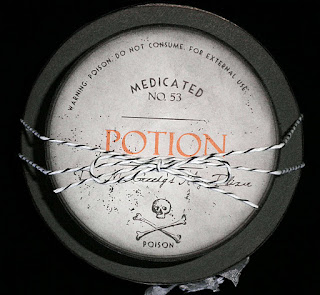 WARNING, POISON, DO NOT CONSUME, FOR EXTERNAL USE
MEDICATED
NO. 53
POTION
POISON